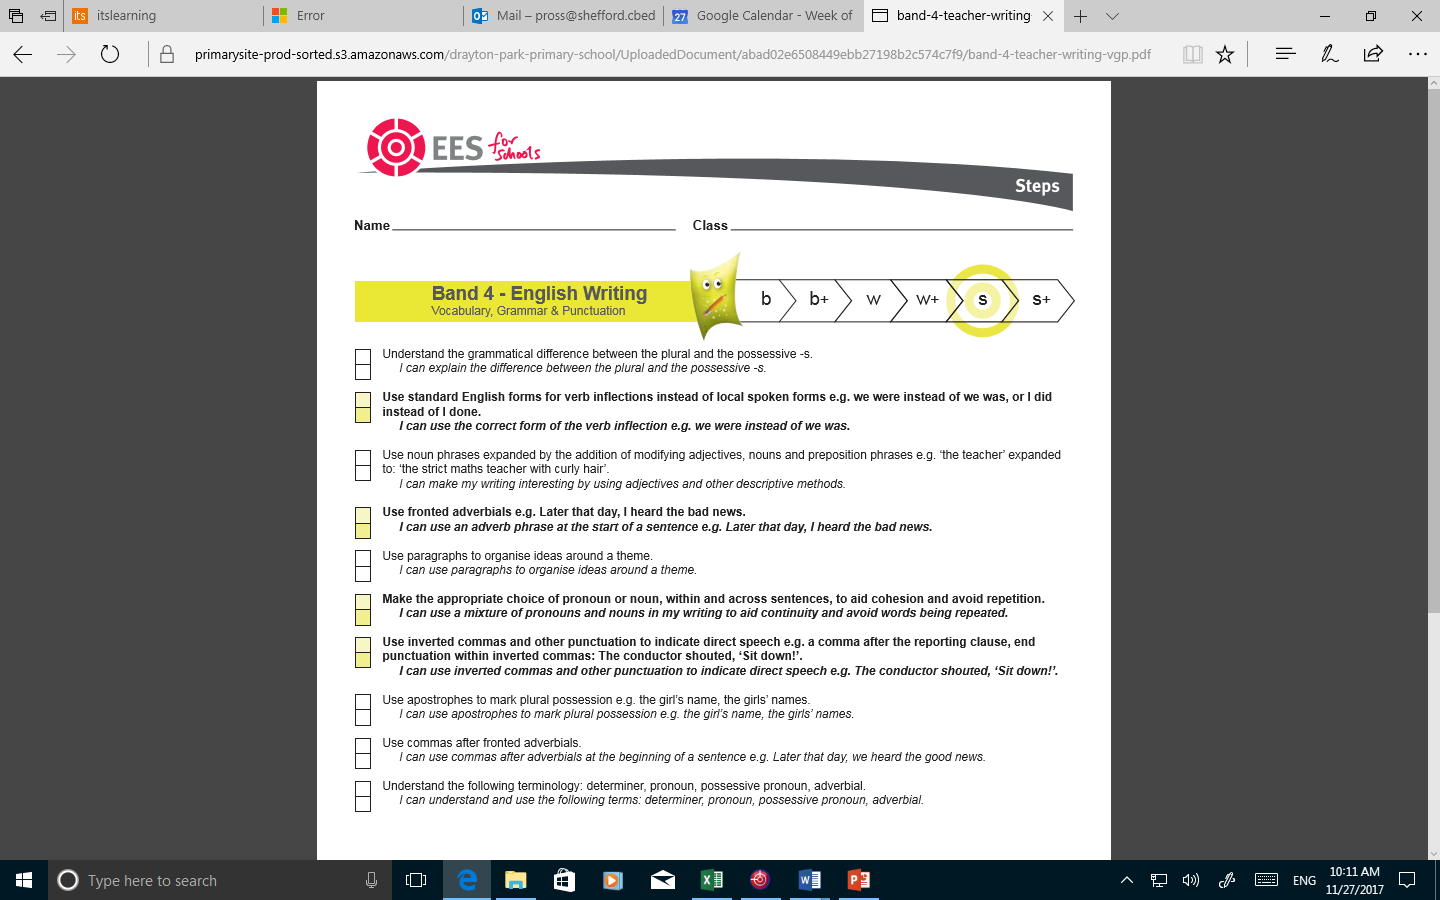 itslearning
Error
Mail – pross@shefford.cbed
Google Calendar - Week of
band-4-teacher-writing
primarysite-prod-sorted.s3.amazonaws.com/drayton-park-primary-school/UploadedDocument/abad02e6508449ebb27198b2c574c7f9/band-4-teacher-writing-vgp.pdf
EES for schools
Steps
Name Class
Band 4 - English Writing
Vocabulary, Grammar & Punctuation
b b+ w w+ s s+
Understand the grammatical difference between the plural and the possessive -s.
I can explain the difference between the plural and the possessive -s.
Use standard English forms for verb inflections instead of local spoken forms e.g. we were instead of we was, or I did
instead of I done.
I can use the correct form of the verb inflection e.g. we were instead of we was.
Use noun phrases expanded by the addition of modifying adjectives, nouns and preposition phrases e.g. ‘the teacher’ expanded
to: ‘the strict maths teacher with curly hair’.
I can make my writing interesting by using adjectives and other descriptive methods.
Use fronted adverbials e.g. Later that day, I heard the bad news.
I can use an adverb phrase at the start of a sentence e.g. Later that day, I heard the bad news.
Use paragraphs to organise ideas around a theme.
I can use paragraphs to organise ideas around a theme.
Make the appropriate choice of pronoun or noun, within and across sentences, to aid cohesion and avoid repetition.
I can use a mixture of pronouns and nouns in my writing to aid continuity and avoid words being repeated.
Use inverted commas and other punctuation to indicate direct speech e.g. a comma after the reporting clause, end
punctuation within inverted commas: The conductor shouted, ‘Sit down!’.
I can use inverted commas and other punctuation to indicate direct speech e.g. The conductor shouted, ‘Sit down!’.
Use apostrophes to mark plural possession e.g. the girl’s name, the girls’ names.
I can use apostrophes to mark plural possession e.g. the girl’s name, the girls’ names.
Use commas after fronted adverbials.
I can use commas after adverbials at the beginning of a sentence e.g. Later that day, we heard the good news.
Understand the following terminology: determiner, pronoun, possessive pronoun, adverbial.
I can understand and use the following terms: determiner, pronoun, possessive pronoun, adverbial.
Type here to search
ENG
10:11 AM
11/27/2017